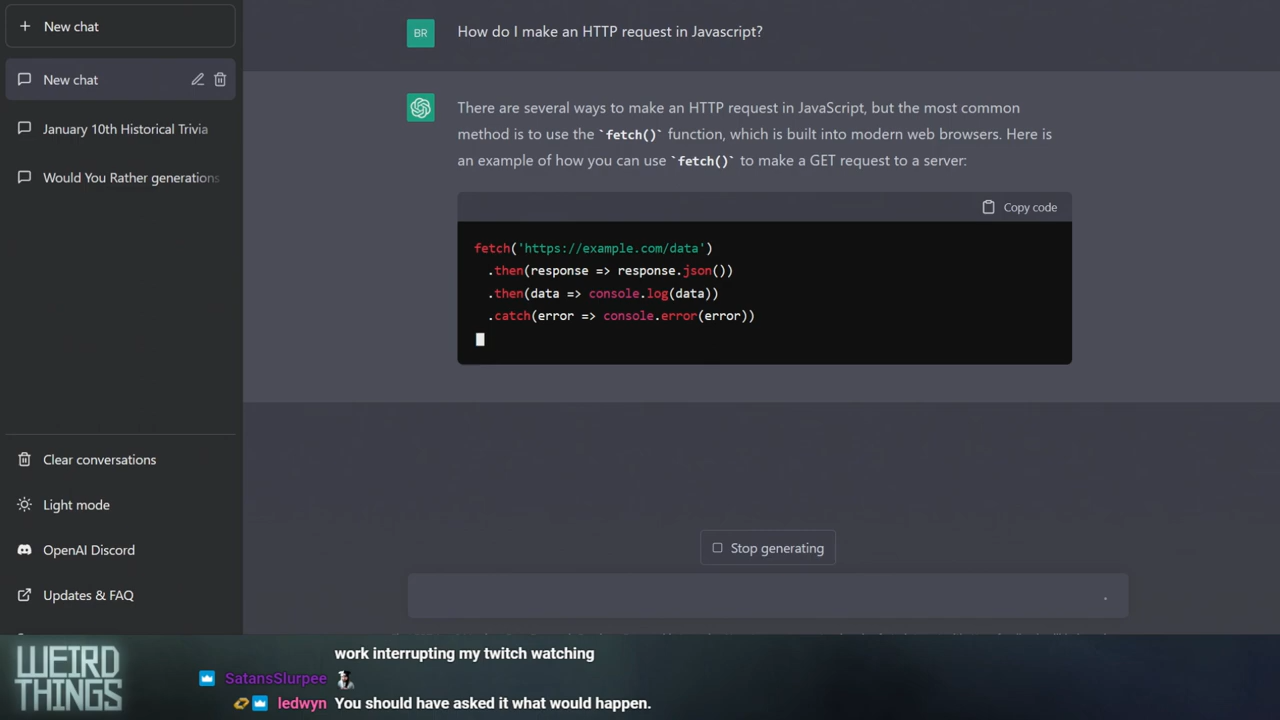 New chat
New chat
January 10th Historical Trivia
Would You Rather generations
Clear conversations
Light mode
OpenAI Discord
Updates & FAQ
BR
How do I make an HTTP request in Javascript?
There are several ways to make an HTTP request in JavaScript, but the most common
method is to use the `fetch()` function, which is built into modern web browsers. Here is
an example of how you can use `fetch()` to make a GET request to a server:
Copy code
fetch('https://example.com/data')
.then(response => response.json())
.then(data => console.log(data))
.catch(error => console.error(error))
Stop generating
WEIRD
THINGS
work interrupting my twitch watching
SatansSlurpee
ledwyn You should have asked it what would happen.